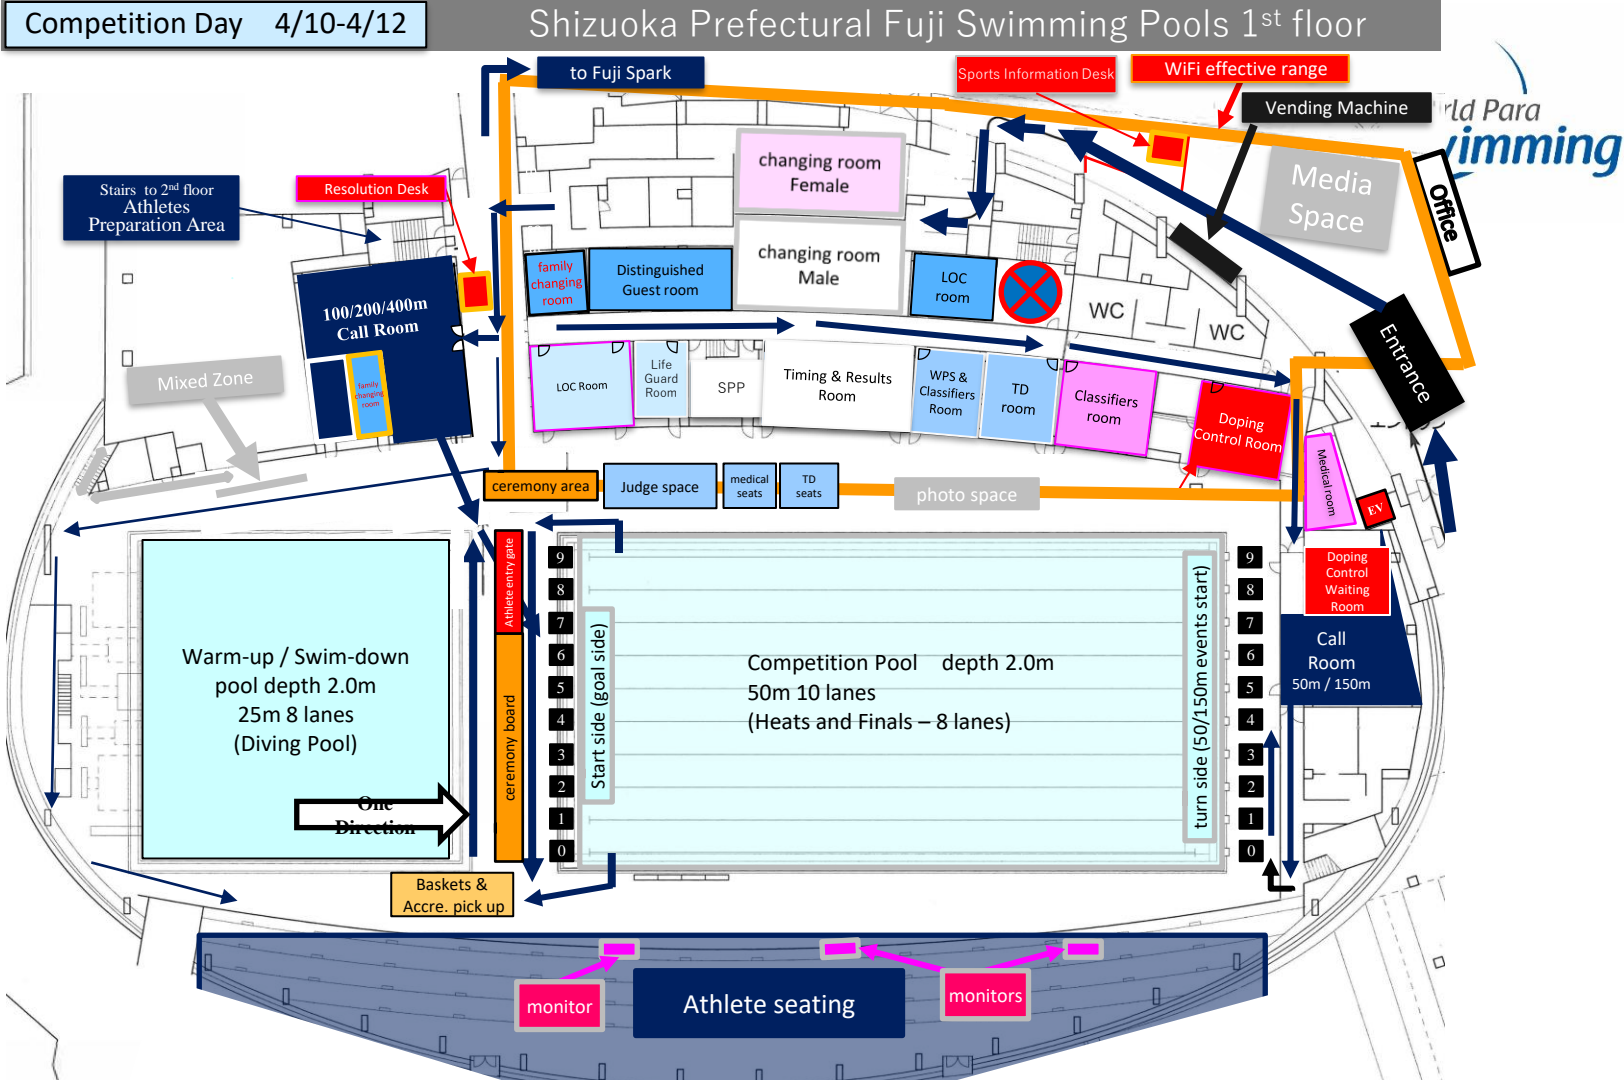 Competition Day 4/10-4/12
Shizuoka Prefectural Fuji Swimming Pools 1st floor
to Fuji Spark
Sports Information Desk
WiFi effective range
Vending Machine
rld Para
imming
Office
Media
Space
Stairs to 2nd floor
Athletes
Preparation Area
Resolution Desk
changing room
Female
changing room
Male
family
changing
room
Distinguished
Guest room
LOC
room
WC
WC
Entrance
100/200/400m
Call Room
family
changing
room
Mixed Zone
LOC Room
Life
Guard
Room
SPP
Timing & Results
Room
WPS &
Classifiers
Room
TD
room
Classifiers
room
Doping
Control Room
Medical room
EV
ceremony area
Judge space
medical
seats
TD
seats
photo space
Doping
Control
Waiting
Room
Call
Room
50m / 150m
Athlete entry gate
ceremony board
9
8
7
6
5
4
3
2
1
0
Start side (goal side)
Warm-up / Swim-down
pool depth 2.0m
25m 8 lanes
(Diving Pool)
One
Direction
Competition Pool depth 2.0m
50m 10 lanes
(Heats and Finals – 8 lanes)
turn side (50/150m events start)
9
8
7
6
5
4
3
2
1
0
Baskets &
Accre. pick up
monitor
Athlete seating
monitors